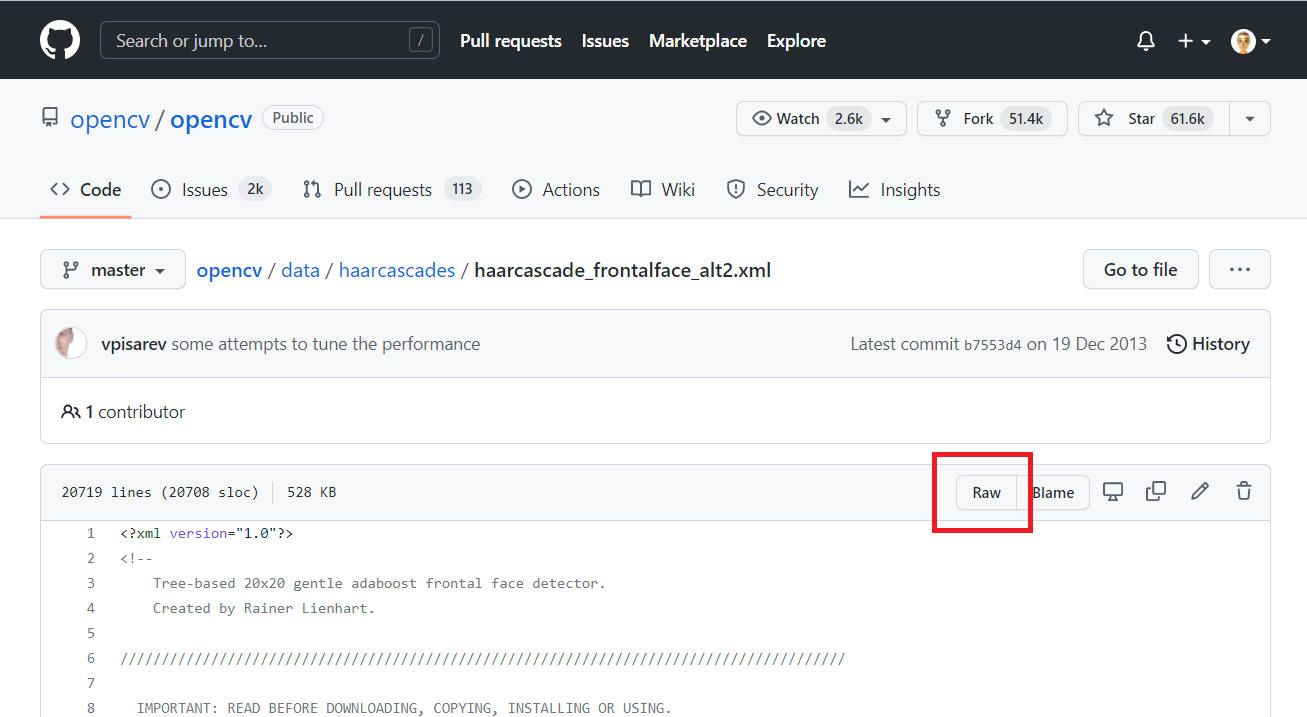 Search or jump to... / Pull requests Issues Marketplace Explore
opencv / opencv Public Watch 2.6k Fork 51.4k Star 61.6k
Code Issues 2k Pull requests 113 Actions Wiki Security Insights
master opencv / data / haarcascades / haarcascade_frontalface_alt2.xml Go to file ...
vpisarev some attempts to tune the performance Latest commit b7553d4 on 19 Dec 2013 History
1 contributor
20719 lines (20708 sloc) 528 KB Raw Blame
1 <?xml version="1.0"?>
2 <!--
3 Tree-based 20x20 gentle adaboost frontal face detector.
4 Created by Rainer Lienhart.
5
6 ////////////////////////////////////////////////////////////////////////////////////////
7
8 IMPORTANT: READ BEFORE DOWNLOADING, COPYING, INSTALLING OR USING.